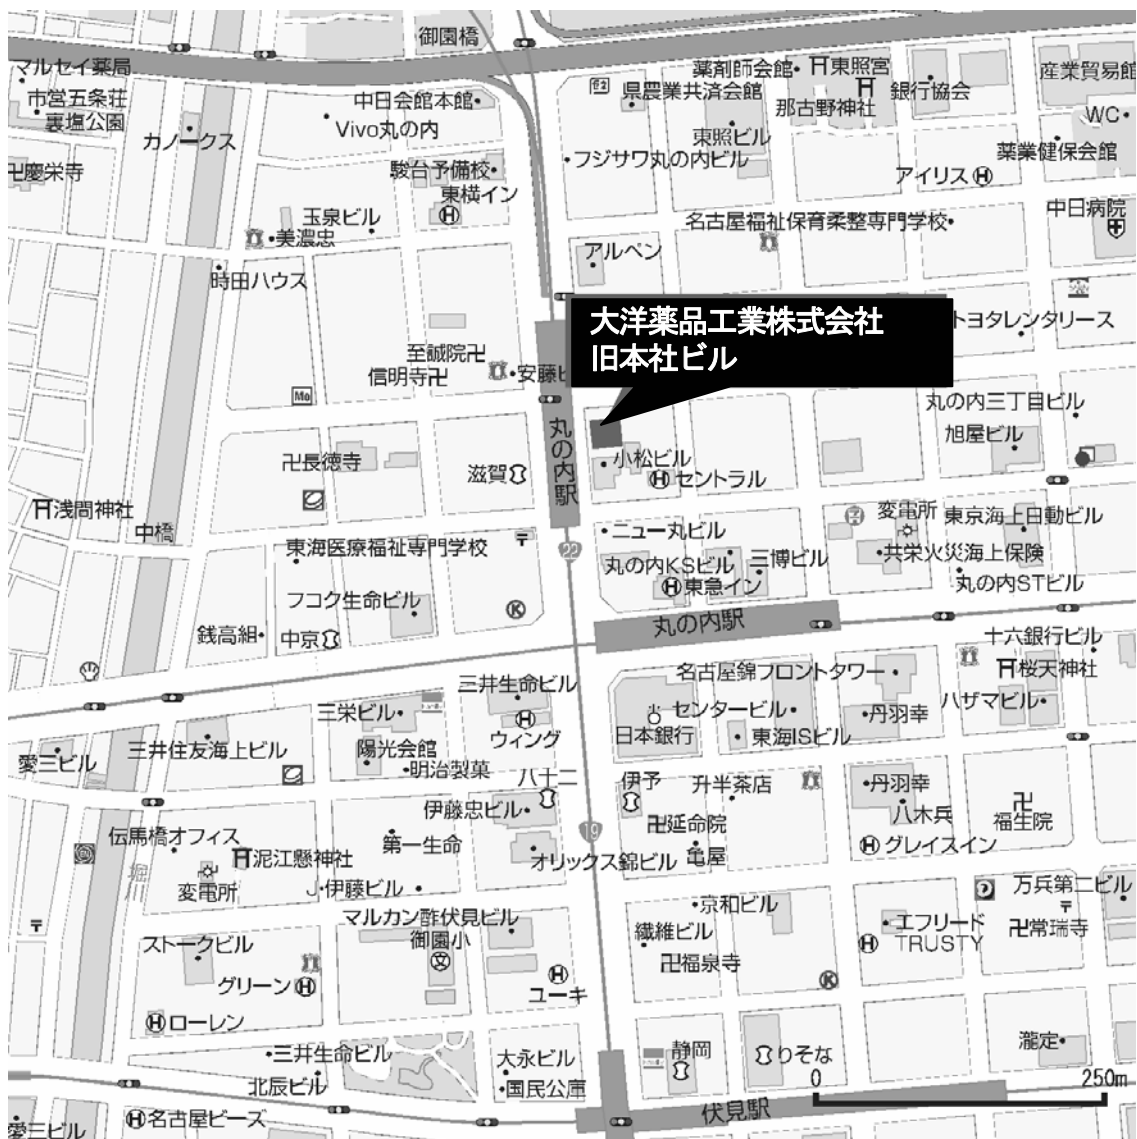 御園橋
マルセイ薬局
薬剤師会館
東照宮
産業貿易館
市営五条荘
中日会館本館
県農業共済会館
銀行協会
裏塩公園
Vivo丸の内
那古野神社
WC
カノークス
東照ビル
薬業健保会館
卍慶栄寺
駿台予備校
フジサワ丸の内ビル
アイリスⒽ
東横イン
Ⓗ
玉泉ビル
名古屋福祉保育柔整専門学校
中日病院
美濃忠
アルペン
時田ハウス
大洋薬品工業株式会社
旧本社ビル
トヨタレンタリース
至誠院卍
信明寺卍
安藤ビ
Mo
丸の内三丁目ビル
丸の内駅
旭屋ビル
卍長徳寺
滋賀
小松ビル
Ⓗセントラル
浅間神社
中橋
ニュー丸ビル
変電所
東京海上日動ビル
東海医療福祉専門学校
22
丸の内KSビル
三博ビル
共栄火災海上保険
Ⓗ東急イン
丸の内STビル
フコク生命ビル
Ⓚ
丸の内駅
銭高組
中京
十六銀行ビル
名古屋錦フロントタワー
桜天神社
三井生命ビル
ハザマビル
三栄ビル
Ⓗ
センタービル
丹羽幸
ウィング
日本銀行
東海ISビル
三井住友海上ビル
陽光会館
愛三ビル
明治製菓
八十二
伊予
升半茶店
丹羽幸
伊藤忠ビル
八木兵
卍
福生院
伝馬橋オフィス
第一生命
19
卍延命院
Ⓗグレイスイン
泥江懸神社
オリックス錦ビル
亀屋
堀川
変電所
J・伊藤ビル
万兵第二ビル
京和ビル
マルカン酢伏見ビル
エフリード
TRUSTY
Ⓗ
卍常瑞寺
ストークビル
御園小
文
繊維ビル
卍福泉寺
グリーンⒽ
Ⓗ
ユーキ
Ⓚ
Ⓗローレン
三井生命ビル
大永ビル
静岡
りそな
瀧定
北辰ビル
国民公庫
0
250m
Ⓗ名古屋ビーズ
伏見駅
愛三ビル